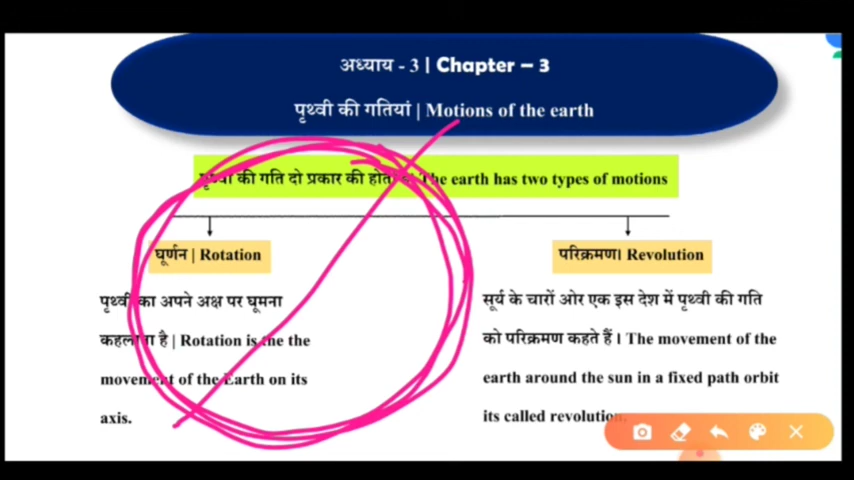 अध्याय - 3 | Chapter – 3
पृथ्वी की गतियां | Motions of the earth
पृथ्वी की गति दो प्रकार की होती है| The earth has two types of motions
घूर्णन | Rotation
पृथ्वी का अपने अक्ष पर घूमना
कहलाता है | Rotation is the the
movement of the Earth on its
axis.
परिक्रमण। Revolution
सूर्य के चारों ओर एक इस देश में पृथ्वी की गति
को परिक्रमण कहते हैं । The movement of the
earth around the sun in a fixed path orbit
its called revolution.